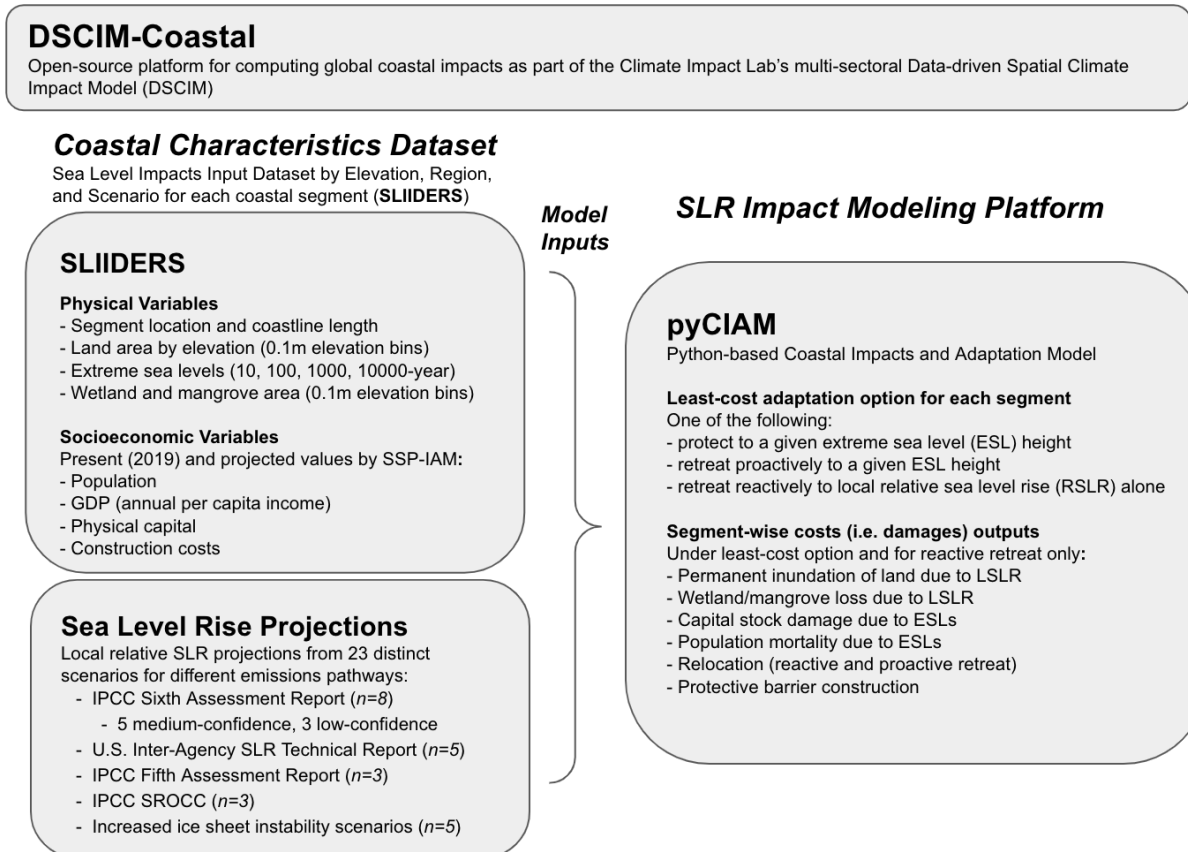 DSCIM-Coastal
Open-source platform for computing global coastal impacts as part of the Climate Impact Lab's multi-sectoral Data-driven Spatial Climate
Impact Model (DSCIM)
Coastal Characteristics Dataset
Sea Level Impacts Input Dataset by Elevation, Region,
and Scenario for each coastal segment (SLIIDERS)
SLIIDERS
Physical Variables
- Segment location and coastline length
- Land area by elevation (0.1m elevation bins)
- Extreme sea levels (10, 100, 1000, 10000-year)
- Wetland and mangrove area (0.1m elevation bins)
Socioeconomic Variables
Present (2019) and projected values by SSP-IAM:
- Population
- GDP (annual per capita income)
- Physical capital
- Construction costs
Sea Level Rise Projections
Local relative SLR projections from 23 distinct
scenarios for different emissions pathways:
- IPCC Sixth Assessment Report (n=8)
- 5 medium-confidence, 3 low-confidence
- U.S. Inter-Agency SLR Technical Report (n=5)
- IPCC Fifth Assessment Report (n=3)
- IPCC SROCC (n=3)
- Increased ice sheet instability scenarios (n=5)
Model
Inputs
SLR Impact Modeling Platform
pyCIAM
Python-based Coastal Impacts and Adaptation Model
Least-cost adaptation option for each segment
One of the following:
- protect to a given extreme sea level (ESL) height
- retreat proactively to a given ESL height
- retreat reactively to local relative sea level rise (RSLR) alone
Segment-wise costs (i.e. damages) outputs
Under least-cost option and for reactive retreat only:
- Permanent inundation of land due to LSLR
- Wetland/mangrove loss due to LSLR
- Capital stock damage due to ESLs
- Population mortality due to ESLs
- Relocation (reactive and proactive retreat)
- Protective barrier construction